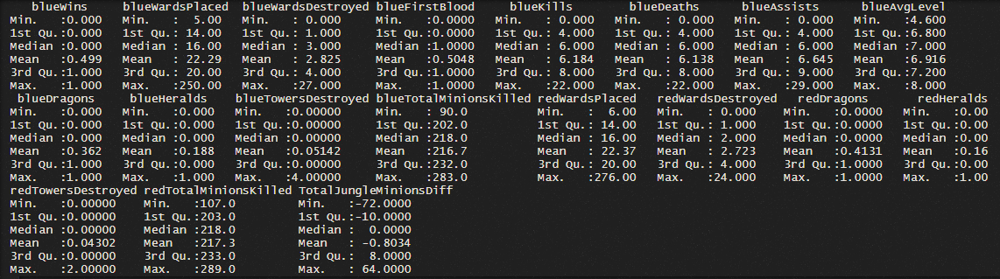 blueWins blueWardsPlaced blueWardsDestroyed blueFirstBlood blueKills blueDeaths blueAssists blueAvgLevel
Min. :0.000 Min. : 5.00 Min. : 0.000 Min. :0.0000 Min. : 0.000 Min. : 0.000 Min. : 0.000 Min. :4.600
1st Qu.:0.000 1st Qu.: 14.00 1st Qu.: 1.000 1st Qu.:0.0000 1st Qu.: 4.000 1st Qu.: 4.000 1st Qu.: 4.000 1st Qu.:6.800
Median :0.000 Median : 16.00 Median : 3.000 Median :1.0000 Median : 6.000 Median : 6.000 Median : 6.000 Median :7.000
Mean :0.499 Mean : 22.29 Mean : 2.825 Mean :0.5048 Mean : 6.184 Mean : 6.138 Mean : 6.645 Mean :6.916
3rd Qu.:1.000 3rd Qu.: 20.00 3rd Qu.: 4.000 3rd Qu.:1.0000 3rd Qu.: 8.000 3rd Qu.: 8.000 3rd Qu.: 9.000 3rd Qu.:7.200
Max. :1.000 Max. :250.00 Max. :27.000 Max. :1.0000 Max. :22.000 Max. :22.000 Max. :29.000 Max. :8.000
blueDragons blueHeralds blueTowersDestroyed blueTotalMinionsKilled redWardsPlaced redWardsDestroyed redDragons redHeralds
Min. :0.000 Min. :0.000 Min. :0.00000 Min. : 90.0 Min. : 6.00 Min. : 0.000 Min. :0.0000 Min. :0.00
1st Qu.:0.000 1st Qu.:0.000 1st Qu.:0.00000 1st Qu.:202.0 1st Qu.: 14.00 1st Qu.: 1.000 1st Qu.:0.0000 1st Qu.:0.00
Median :0.000 Median :0.000 Median :0.00000 Median :218.0 Median : 16.00 Median : 2.000 Median :0.0000 Median :0.00
Mean :0.362 Mean :0.188 Mean :0.05142 Mean :216.7 Mean : 22.37 Mean : 2.723 Mean :0.4131 Mean :0.16
3rd Qu.:1.000 3rd Qu.:0.000 3rd Qu.:0.00000 3rd Qu.:232.0 3rd Qu.: 20.00 3rd Qu.: 4.000 3rd Qu.:1.0000 3rd Qu.:0.00
Max. :1.000 Max. :1.000 Max. :4.00000 Max. :283.0 Max. :276.00 Max. :24.000 Max. :1.0000 Max. :1.00
redTowersDestroyed redTotalMinionsKilled TotalJungleMinionsDiff
Min. :0.00000 Min. :107.0 Min. :-72.0000
1st Qu.:0.00000 1st Qu.:203.0 1st Qu.:-10.0000
Median :0.00000 Median :218.0 Median : 0.0000
Mean :0.04302 Mean :217.3 Mean : -0.8034
3rd Qu.:0.00000 3rd Qu.:233.0 3rd Qu.: 8.0000
Max. :2.00000 Max. :289.0 Max. : 64.0000